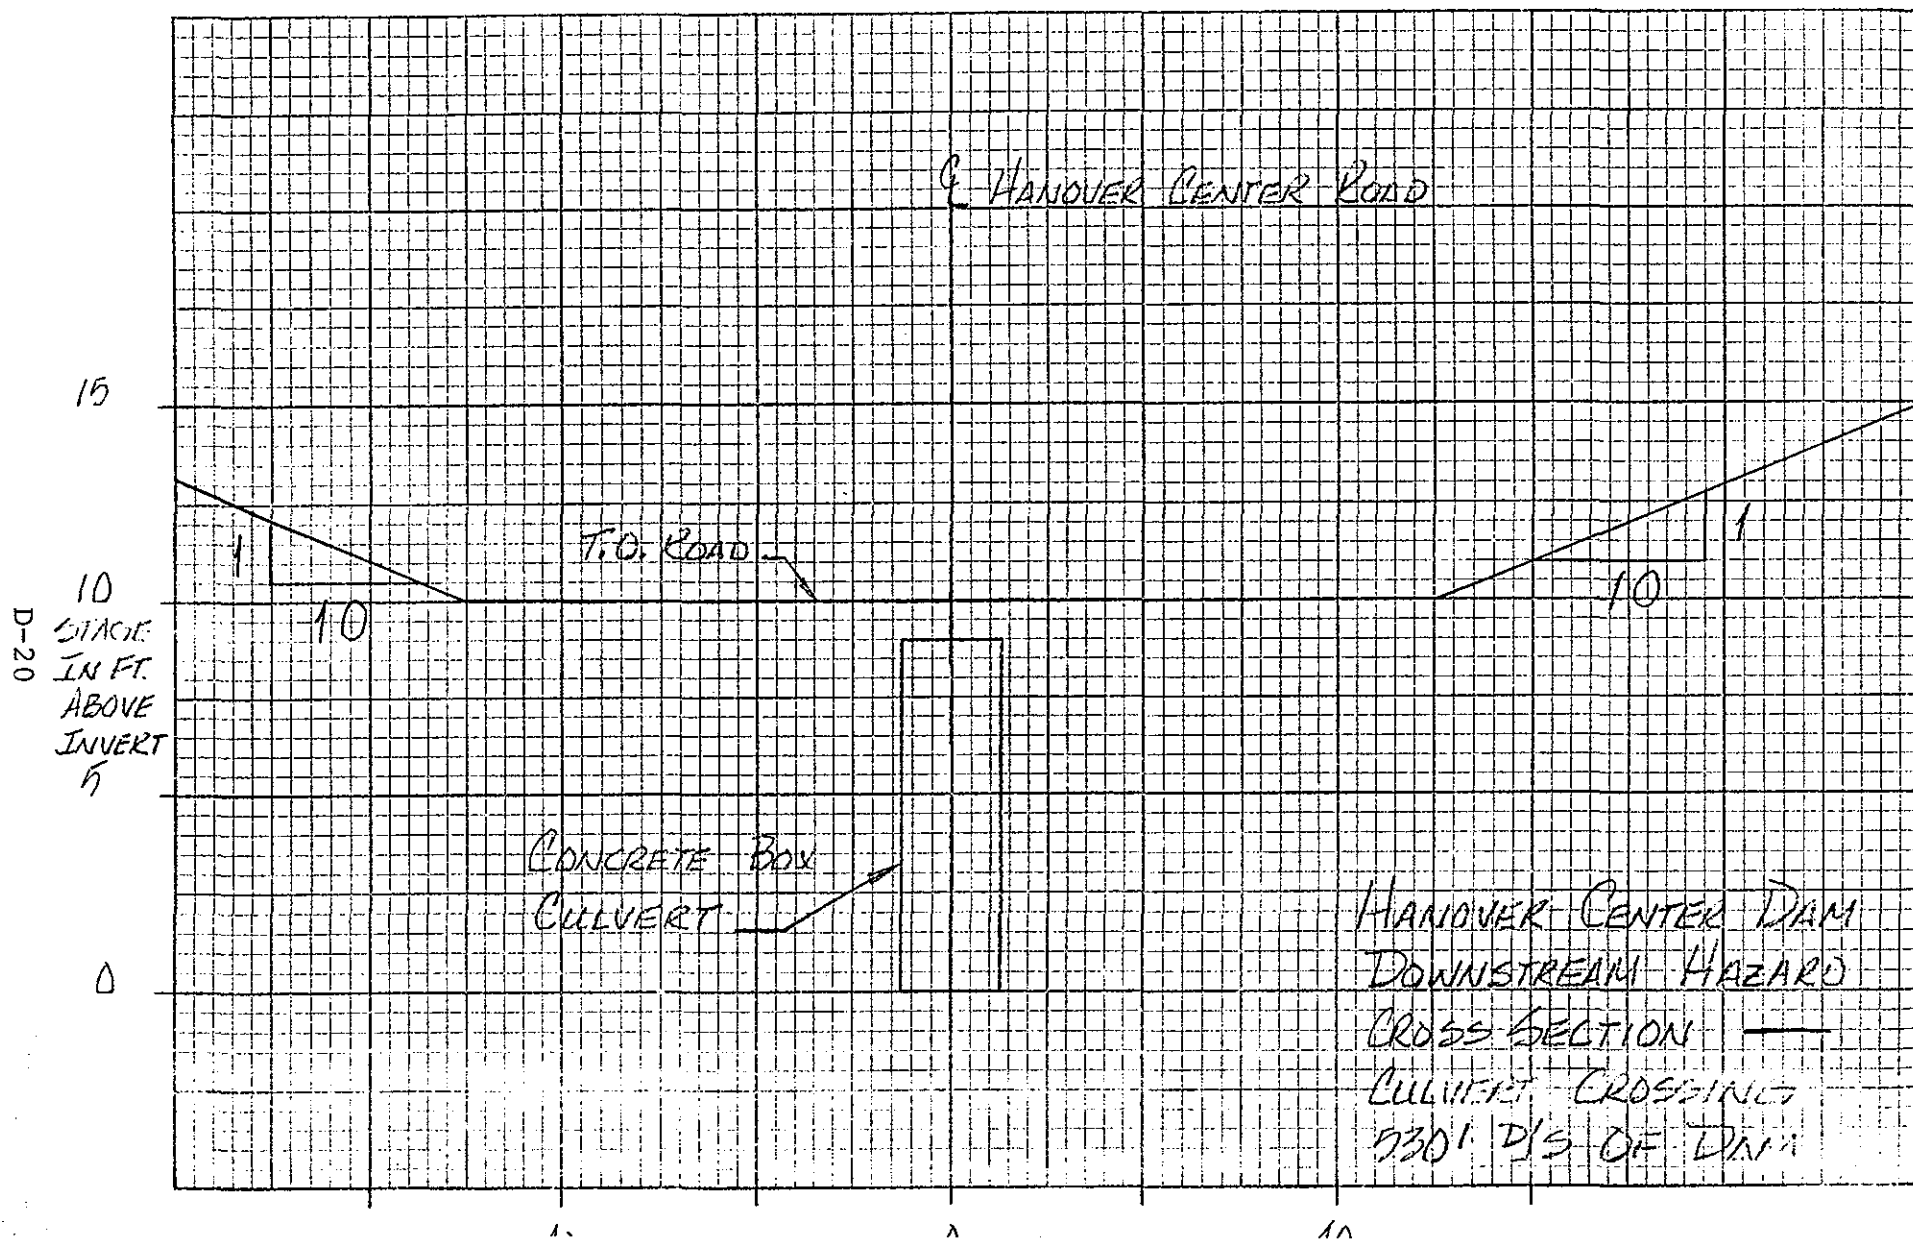 ℄ HANOVER CENTER ROAD
15
T.O. ROAD
1
10
1
10
10
STAGE
IN FT.
ABOVE
INVERT
5
D-20
CONCRETE BOX
CULVERT
0
HANOVER CENTER DAM
DOWNSTREAM HAZARD
CROSS SECTION —
CULVERT CROSSING
530' D/S OF DAM